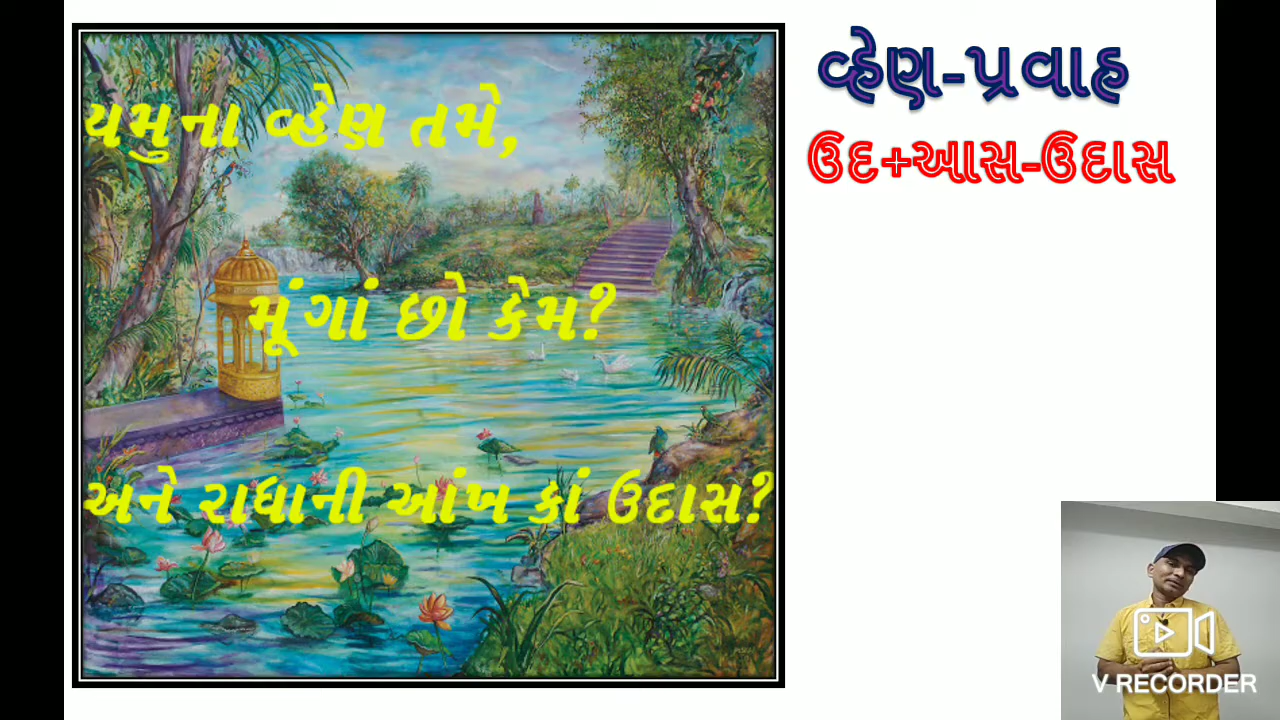 યમુના વ્હેણ તમે,
મૂંગાં છો કેમ?
અને રાધાની આંખ કાં ઉદાસ?
વ્હેણ-પ્રવાહ
ઉદ+આસ-ઉદાસ
V RECORDER